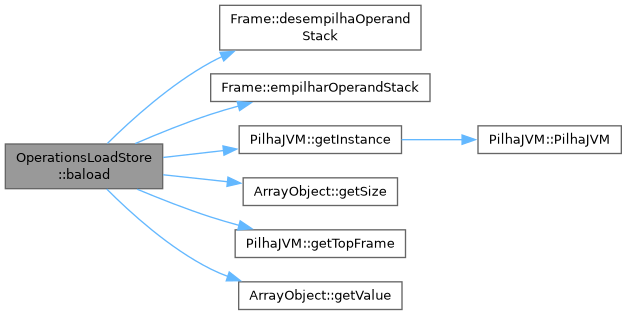 OperationsLoadStore
::baload
Frame::desempilhaOperand
Stack
Frame::empilharOperandStack
PilhaJVM::getInstance
PilhaJVM::PilhaJVM
ArrayObject::getSize
PilhaJVM::getTopFrame
ArrayObject::getValue